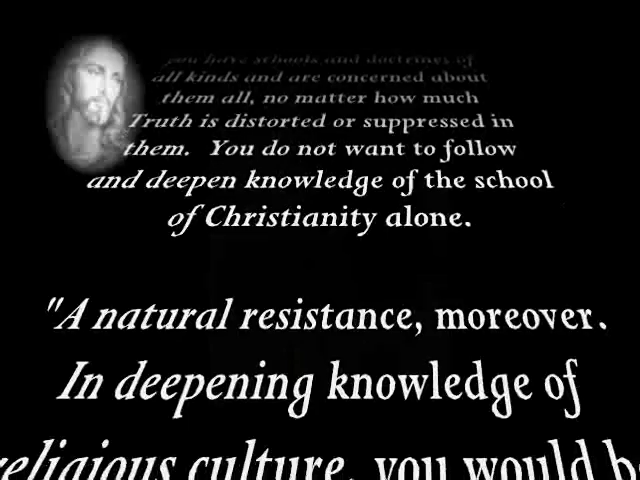 you have schools and doctrines of
all kinds and are concerned about
them all, no matter how much
Truth is distorted or suppressed in
them. You do not want to follow
and deepen knowledge of the school
of Christianity alone.
"A natural resistance, moreover.
In deepening knowledge of
religious culture, you would be